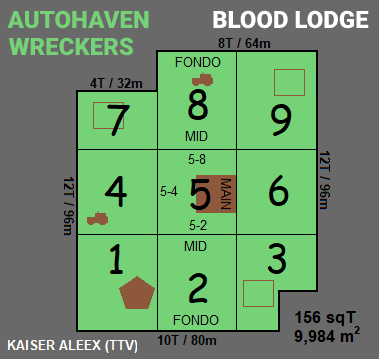 AUTOHAVEN
WRECKERS
BLOOD LODGE
8T / 64m
4T / 32m
FONDO
8
MID
7
9
12T / 96m
12T / 96m
5-8
4
5-4
5
MAIN
6
5-2
1
MID
2
FONDO
3
10T / 80m
156 sqT
9,984 m²
KAISER ALEEX (TTV)